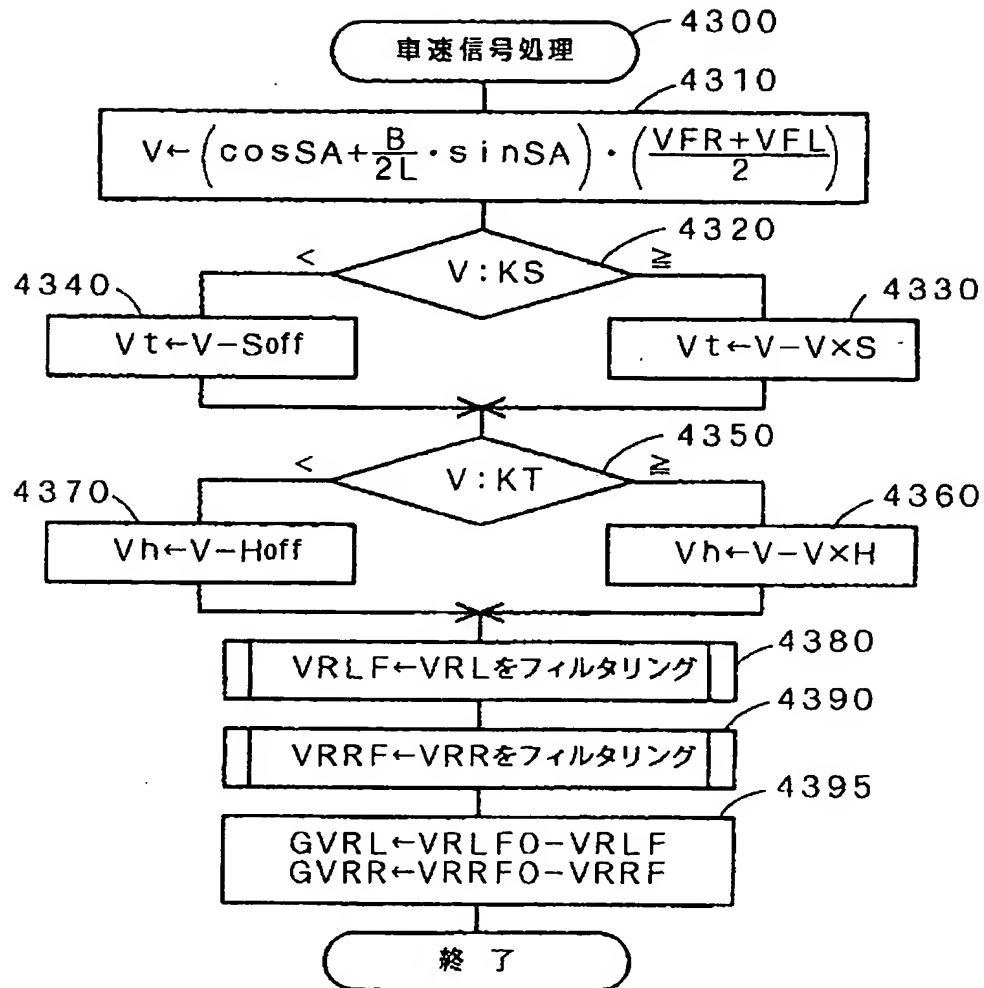 4300
車速信号処理
4310
V←(cosSA+B/2L・sinSA)・(VFR+VFL/2)
4320
< V:KS ≧
4340
4330
Vt←V-Soff
Vt←V-V×S
4350
< V:KT ≧
4370
4360
Vh←V-Hoff
Vh←V-V×H
4380
VRLF←VRLをフィルタリング
4390
VRRF←VRRをフィルタリング
4395
GVRL←VRLFO-VRLF
GVRR←VRRFO-VRRF
終 了